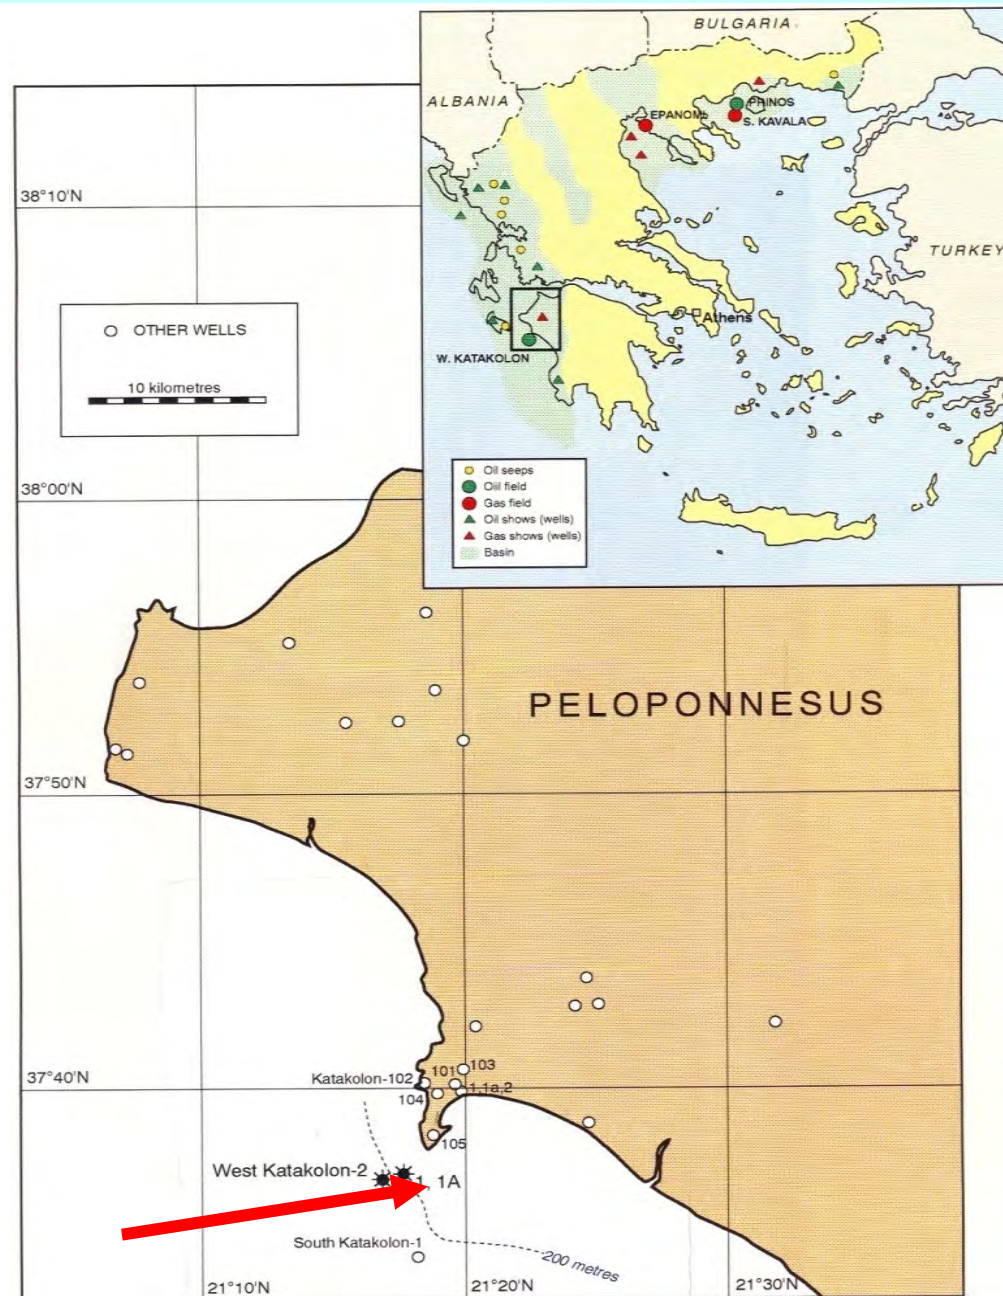 BULGARIA
ALBANIA
PRINOS
EPANOMI
S. KAVALA
TURKEY
Athens
W. KATAKOLON
Oil seeps
Oiil field
Gas field
Oil shows (wells)
Gas shows (wells)
Basin
38°10'N
OTHER WELLS
10 kilometres
38°00'N
PELOPONNESUS
37°50'N
37°40'N
Katakolon-102
101
103
1,1a,2
104
105
West Katakolon-2
1, 1A
South Katakolon-1
200 metres
21°10'N
21°20'N
21°30'N